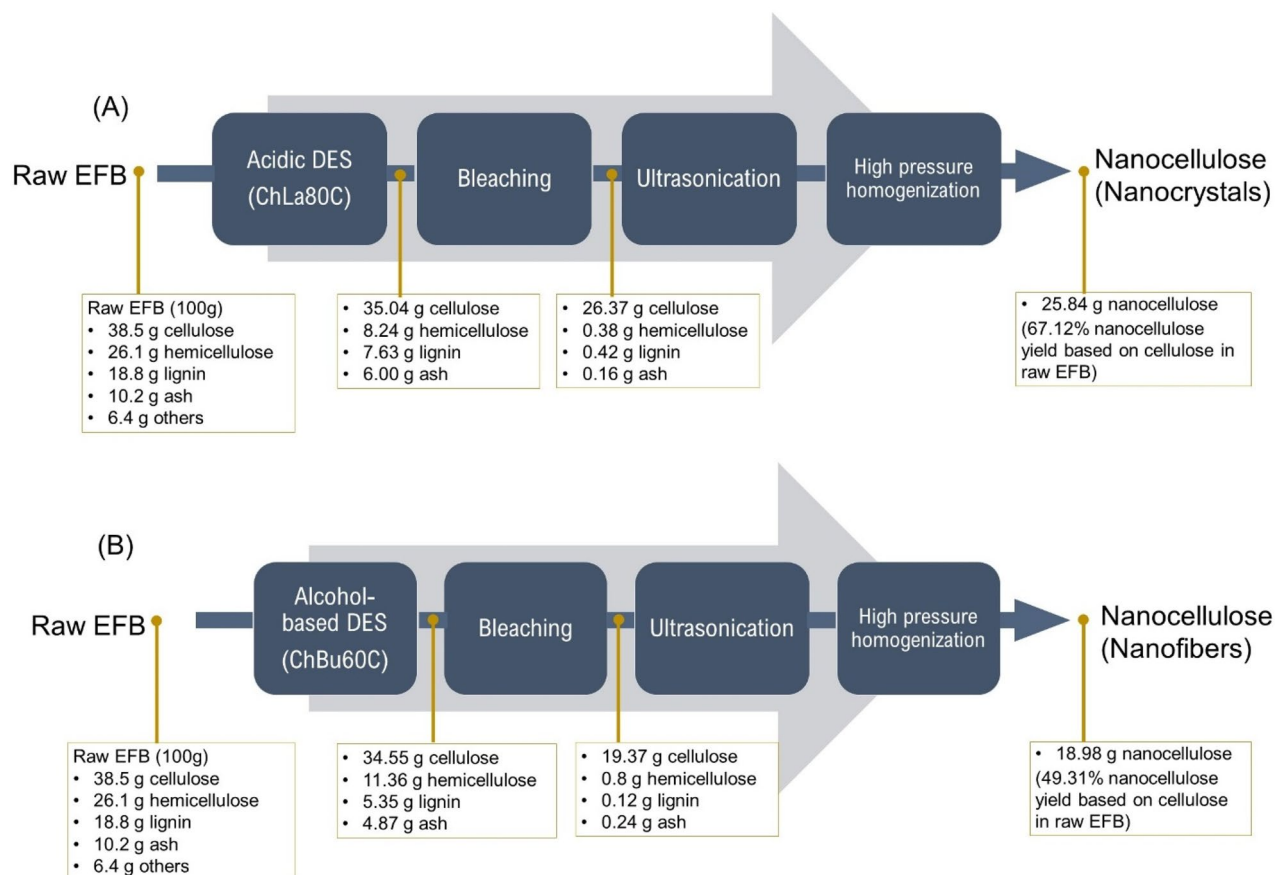 (A)
Raw EFB
Acidic DES
(ChLa80C)
Bleaching
Ultrasonication
High pressure
homogenization
Nanocellulose
(Nanocrystals)
Raw EFB (100g)
• 38.5 g cellulose
• 26.1 g hemicellulose
• 18.8 g lignin
• 10.2 g ash
• 6.4 g others
• 35.04 g cellulose
• 8.24 g hemicellulose
• 7.63 g lignin
• 6.00 g ash
• 26.37 g cellulose
• 0.38 g hemicellulose
• 0.42 g lignin
• 0.16 g ash
• 25.84 g nanocellulose
(67.12% nanocellulose
yield based on cellulose in
raw EFB)
(B)
Raw EFB
Alcohol-
based DES
(ChBu60C)
Bleaching
Ultrasonication
High pressure
homogenization
Nanocellulose
(Nanofibers)
Raw EFB (100g)
• 38.5 g cellulose
• 26.1 g hemicellulose
• 18.8 g lignin
• 10.2 g ash
• 6.4 g others
• 34.55 g cellulose
• 11.36 g hemicellulose
• 5.35 g lignin
• 4.87 g ash
• 19.37 g cellulose
• 0.8 g hemicellulose
• 0.12 g lignin
• 0.24 g ash
• 18.98 g nanocellulose
(49.31% nanocellulose
yield based on cellulose
in raw EFB)